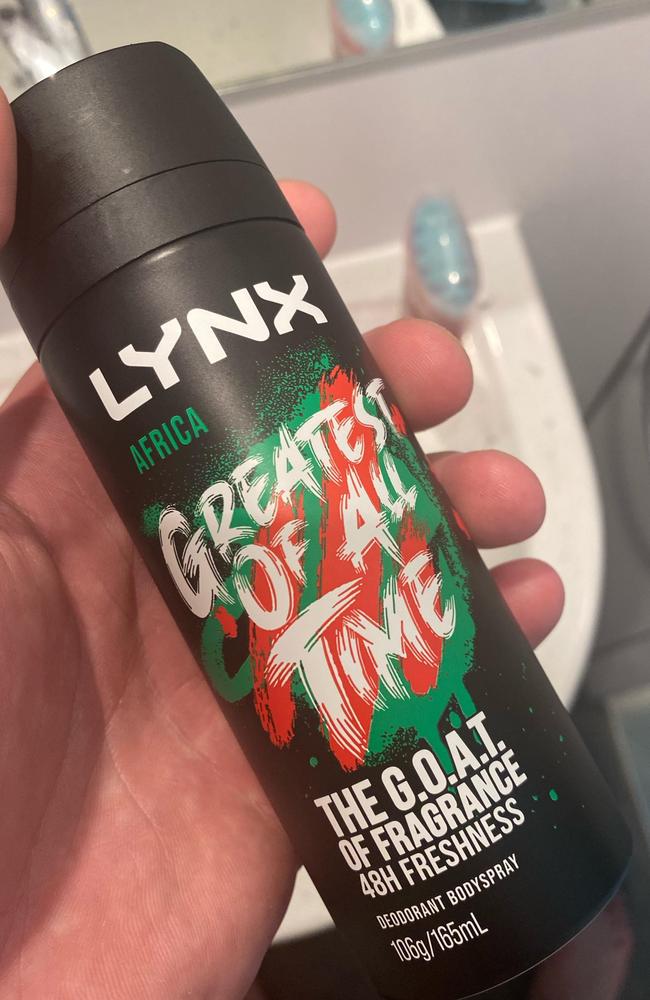 LYNX
AFRICA
GREATEST
OF ALL
TIME
THE G.O.A.T.
OF FRAGRANCE
48H FRESHNESS
DEODORANT BODYSPRAY
106g/165mL